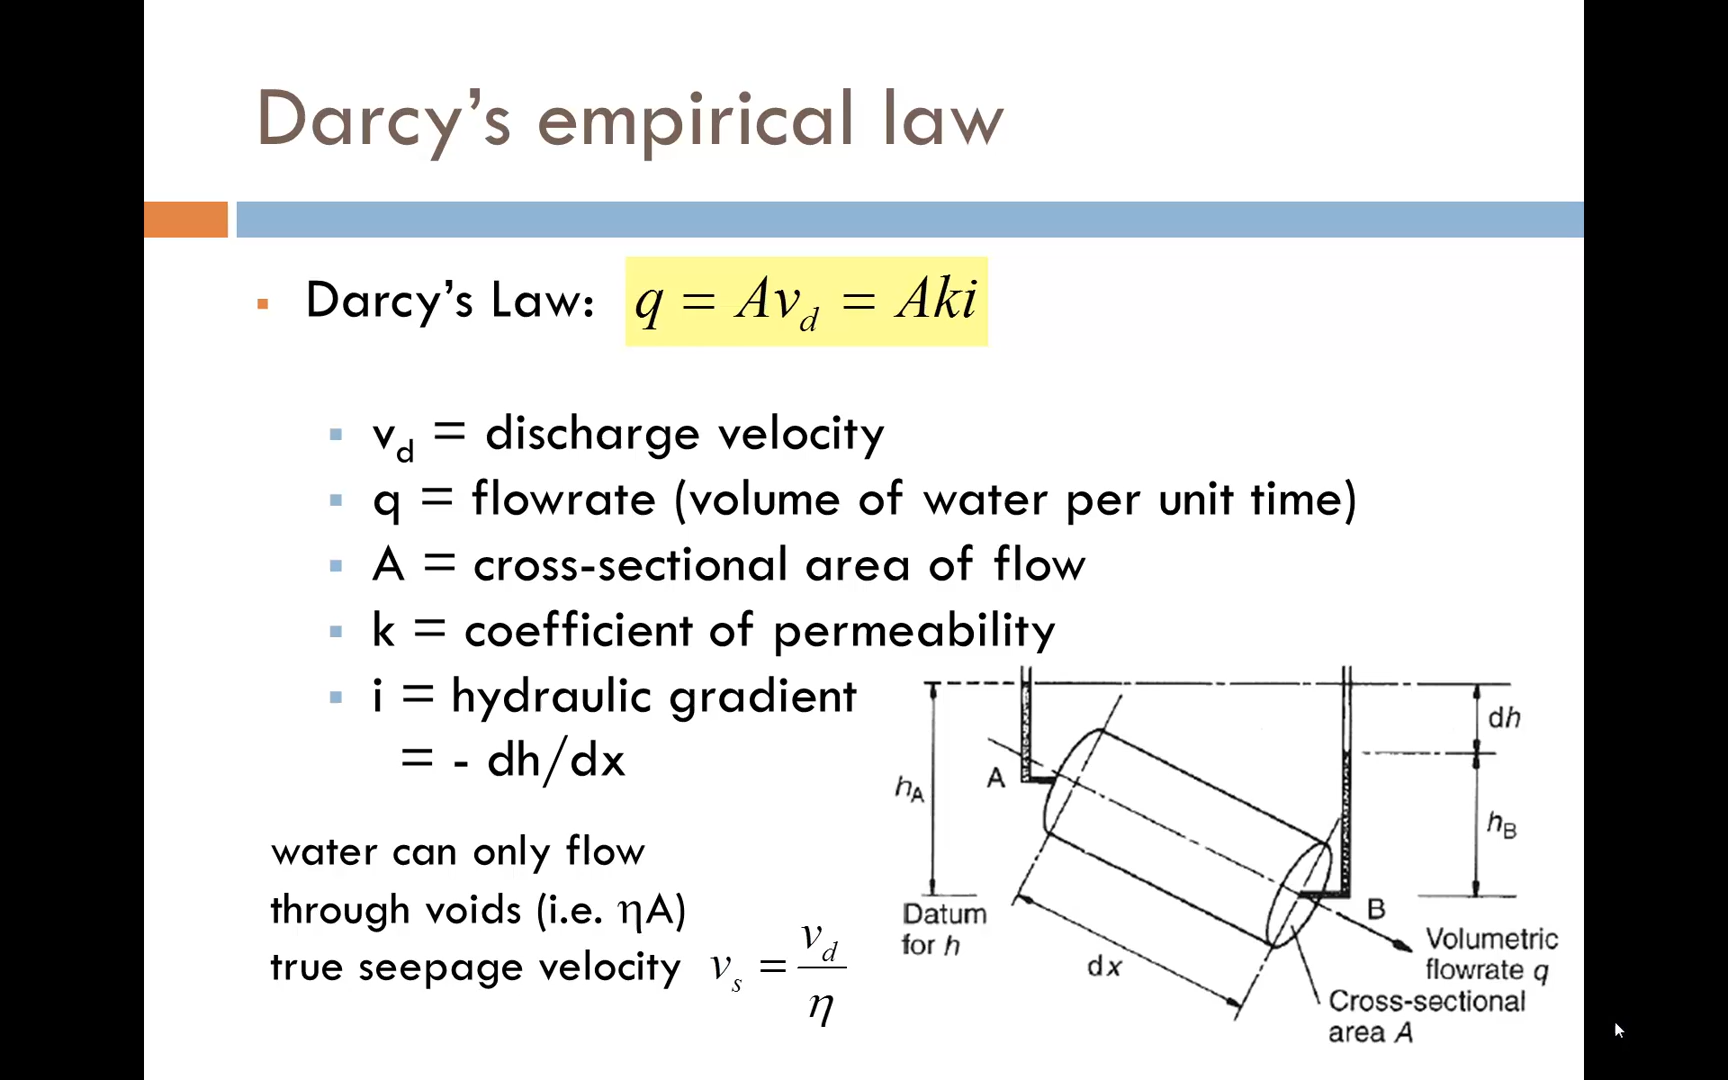 Darcy’s empirical law
Darcy’s Law: q = Av_d = Aki
v_d = discharge velocity
q = flowrate (volume of water per unit time)
A = cross-sectional area of flow
k = coefficient of permeability
i = hydraulic gradient
= - dh/dx
water can only flow
through voids (i.e. ηA)
true seepage velocity v_s = v_d / η
dh
A
h_A
h_B
B
Datum
for h
dx
Volumetric
flowrate q
Cross-sectional
area A